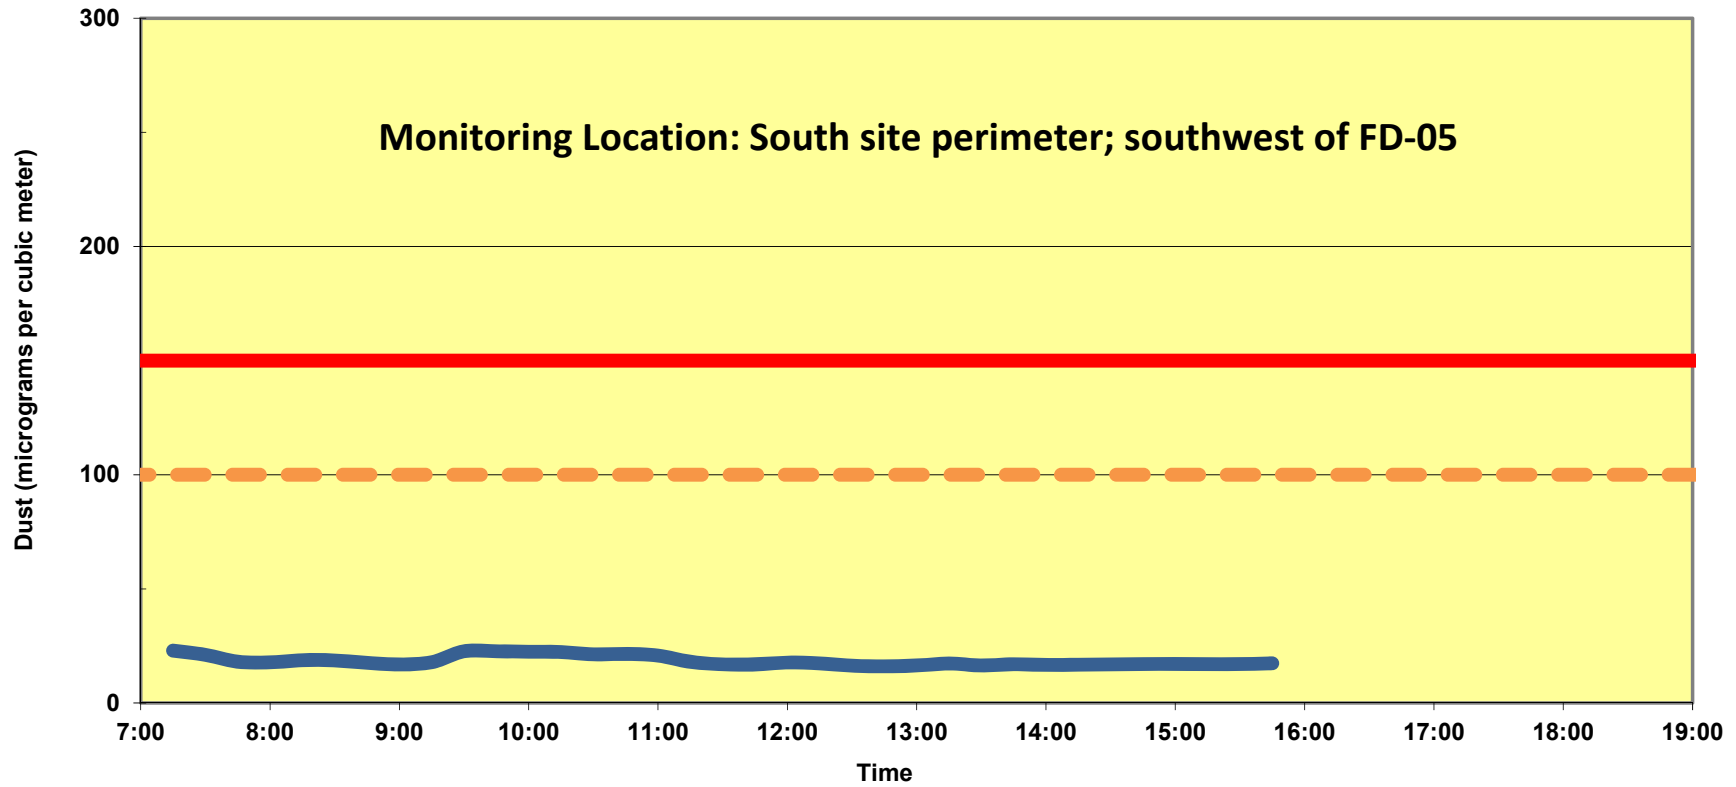 300
Monitoring Location: South site perimeter; southwest of FD-05
200
100
0
Dust (micrograms per cubic meter)
7:00 8:00 9:00 10:00 11:00 12:00 13:00 14:00 15:00 16:00 17:00 18:00 19:00
Time